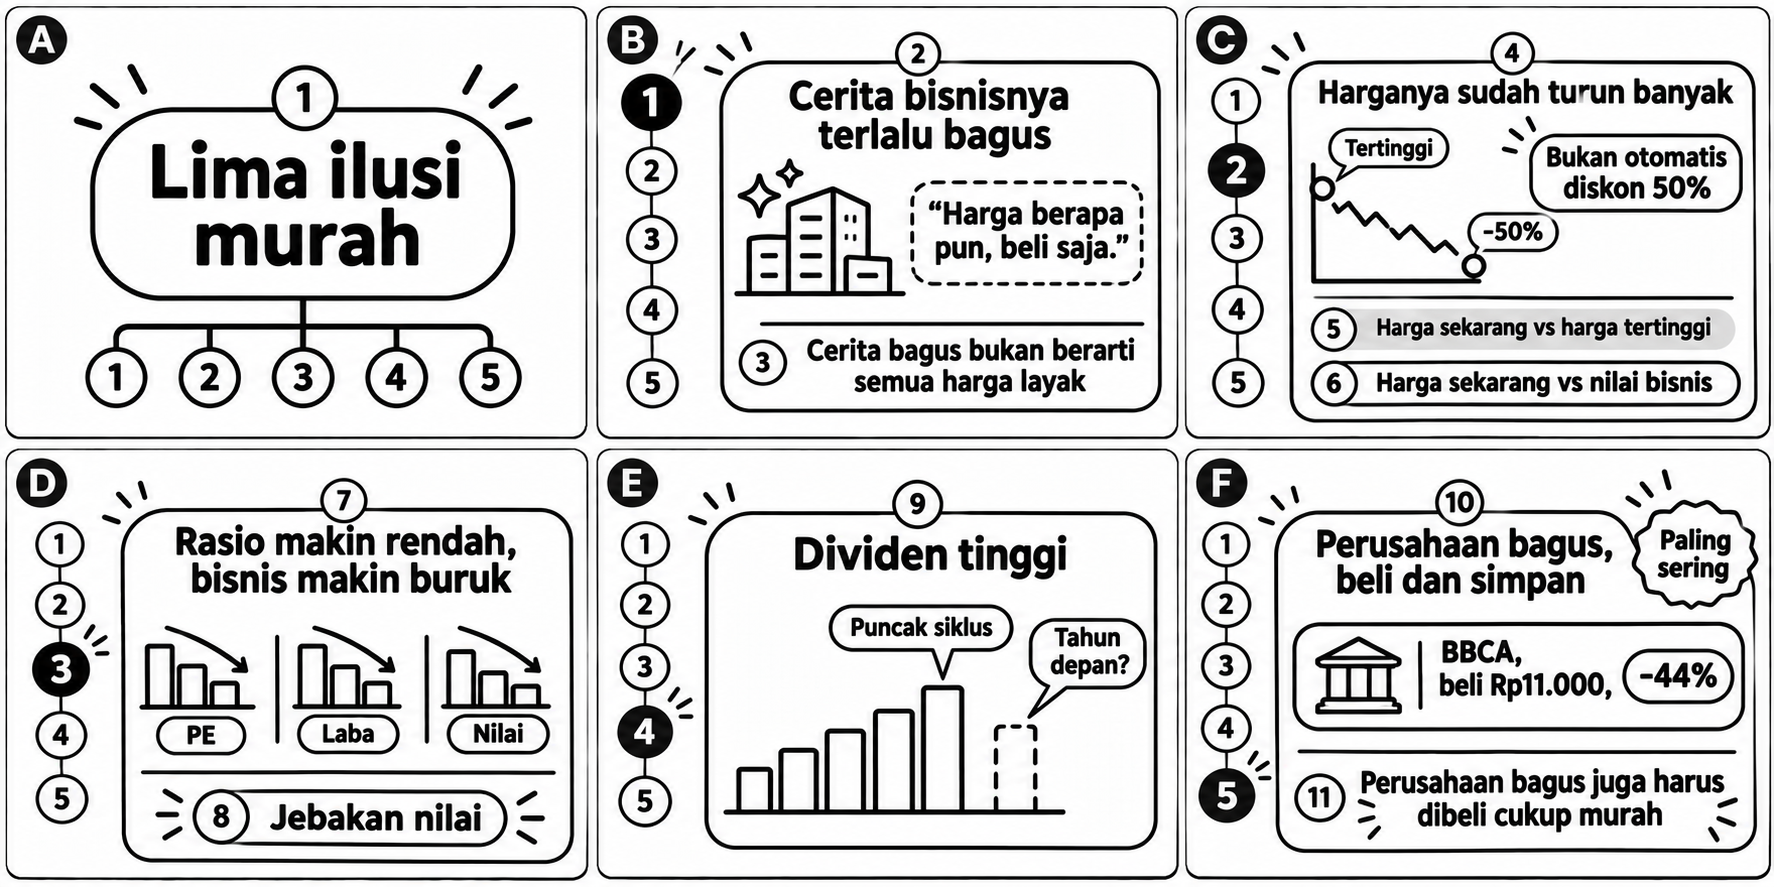 A
1
Lima ilusi
murah
1 2 3 4 5
B
1
2
3
4
5
2
Cerita bisnisnya
terlalu bagus
“Harga berapa
pun, beli saja.”
3
Cerita bagus bukan berarti
semua harga layak
C
1
2
3
4
5
4
Harganya sudah turun banyak
Tertinggi
Bukan otomatis
diskon 50%
-50%
5 Harga sekarang vs harga tertinggi
6 Harga sekarang vs nilai bisnis
D
1
2
3
4
5
7
Rasio makin rendah,
bisnis makin buruk
PE
Laba
Nilai
8 Jebakan nilai
E
1
2
3
4
5
9
Dividen tinggi
Puncak siklus
Tahun
depan?
F
1
2
3
4
5
10
Perusahaan bagus,
beli dan simpan
Paling
sering
BBCA,
beli Rp11.000,
-44%
11
Perusahaan bagus juga harus
dibeli cukup murah